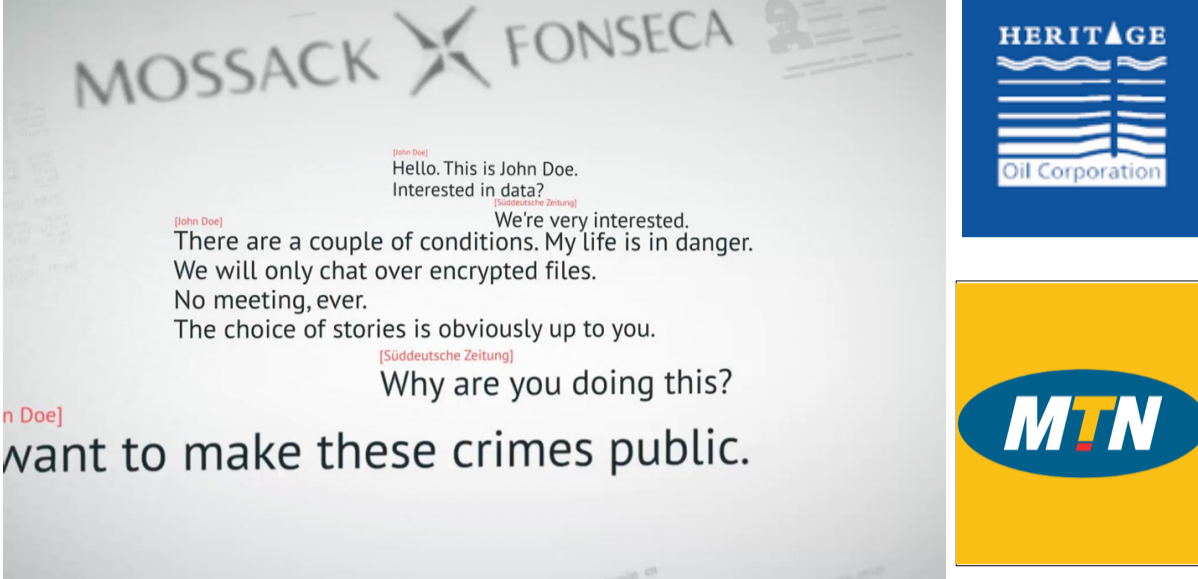 MOSSACK FONSECA
[John Doe]
Hello. This is John Doe.
Interested in data?
[Süddeutsche Zeitung]
We're very interested.
[John Doe]
There are a couple of conditions. My life is in danger.
We will only chat over encrypted files.
No meeting, ever.
The choice of stories is obviously up to you.
[Süddeutsche Zeitung]
Why are you doing this?
n Doe]
want to make these crimes public.
HERITAGE
Oil Corporation
MTN